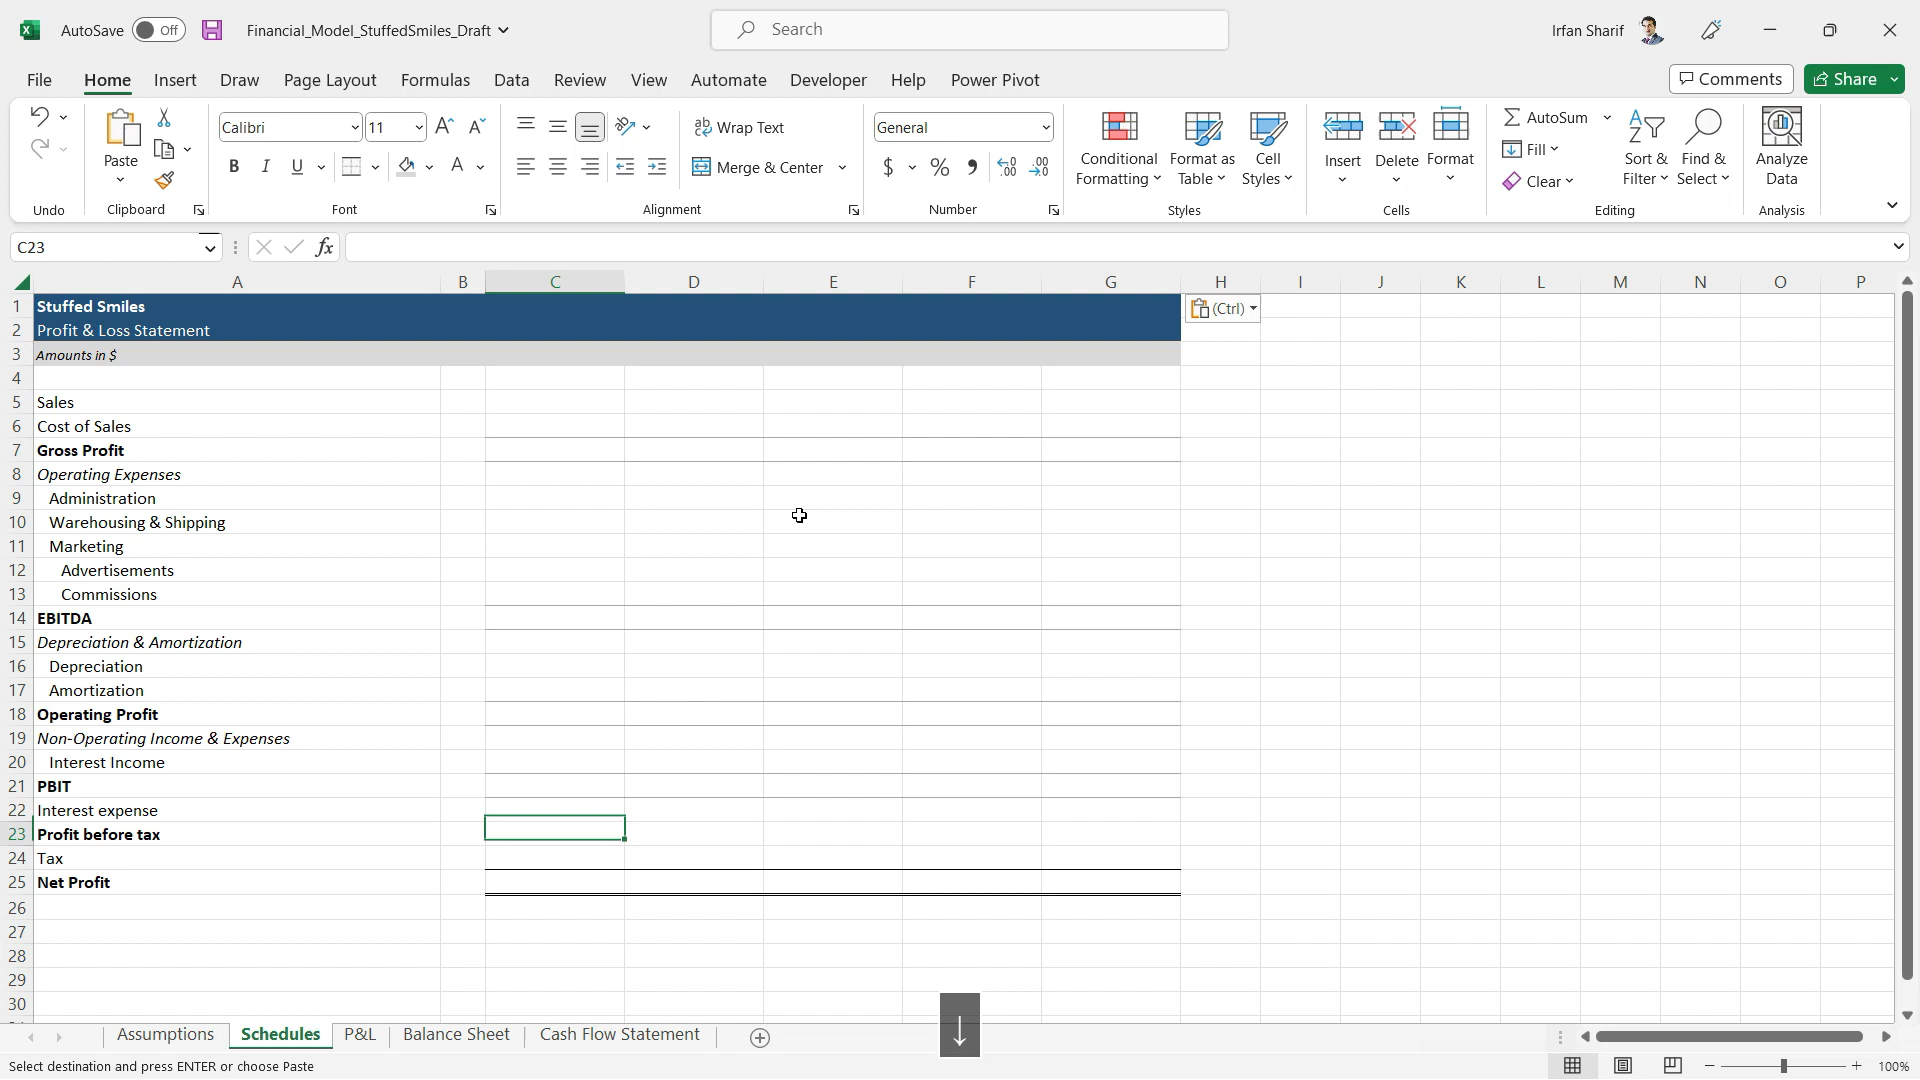 AutoSave Off Financial_Model_StuffedSmiles_Draft Search Irfan Sharif
File Home Insert Draw Page Layout Formulas Data Review View Automate Developer Help Power Pivot Comments Share
Calibri 11 Wrap Text General AutoSum
Paste Conditional Formatting Format as Table Cell Styles Insert Delete Format Fill Sort & Filter Find & Select Analyze Data
B I U A Merge & Center $ % Clear
Undo Clipboard Font Alignment Number Styles Cells Editing Analysis
C23 fx
A B C D E F G H I J K L M N O P
1 Stuffed Smiles (Ctrl)
2 Profit & Loss Statement
3 Amounts in $
4
5 Sales
6 Cost of Sales
7 Gross Profit
8 Operating Expenses
9 Administration
10 Warehousing & Shipping
11 Marketing
12 Advertisements
13 Commissions
14 EBITDA
15 Depreciation & Amortization
16 Depreciation
17 Amortization
18 Operating Profit
19 Non-Operating Income & Expenses
20 Interest Income
21 PBIT
22 Interest expense
23 Profit before tax
24 Tax
25 Net Profit
26
27
28
29
30
Assumptions Schedules P&L Balance Sheet Cash Flow Statement
Select destination and press ENTER or choose Paste 100%